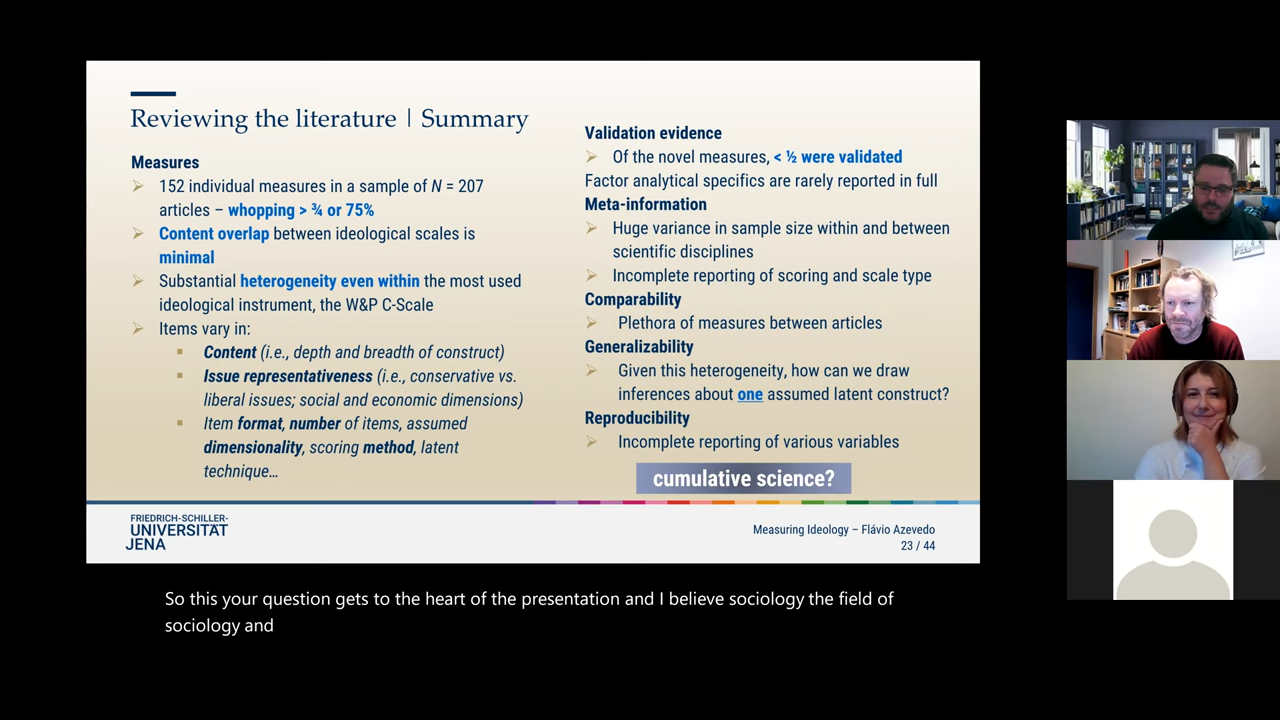 Reviewing the literature | Summary
Measures
152 individual measures in a sample of N = 207
articles – whopping > ¾ or 75%
Content overlap between ideological scales is
minimal
Substantial heterogeneity even within the most used
ideological instrument, the W&P C-Scale
Items vary in:
Content (i.e., depth and breadth of construct)
Issue representativeness (i.e., conservative vs.
liberal issues; social and economic dimensions)
Item format, number of items, assumed
dimensionality, scoring method, latent
technique…
Validation evidence
Of the novel measures, < ½ were validated
Factor analytical specifics are rarely reported in full
Meta-information
Huge variance in sample size within and between
scientific disciplines
Incomplete reporting of scoring and scale type
Comparability
Plethora of measures between articles
Generalizability
Given this heterogeneity, how can we draw
inferences about one assumed latent construct?
Reproducibility
Incomplete reporting of various variables
cumulative science?
FRIEDRICH-SCHILLER-
UNIVERSITÄT
JENA
Measuring Ideology – Flávio Azevedo
23 / 44
So this your question gets to the heart of the presentation and I believe sociology the field of
sociology and